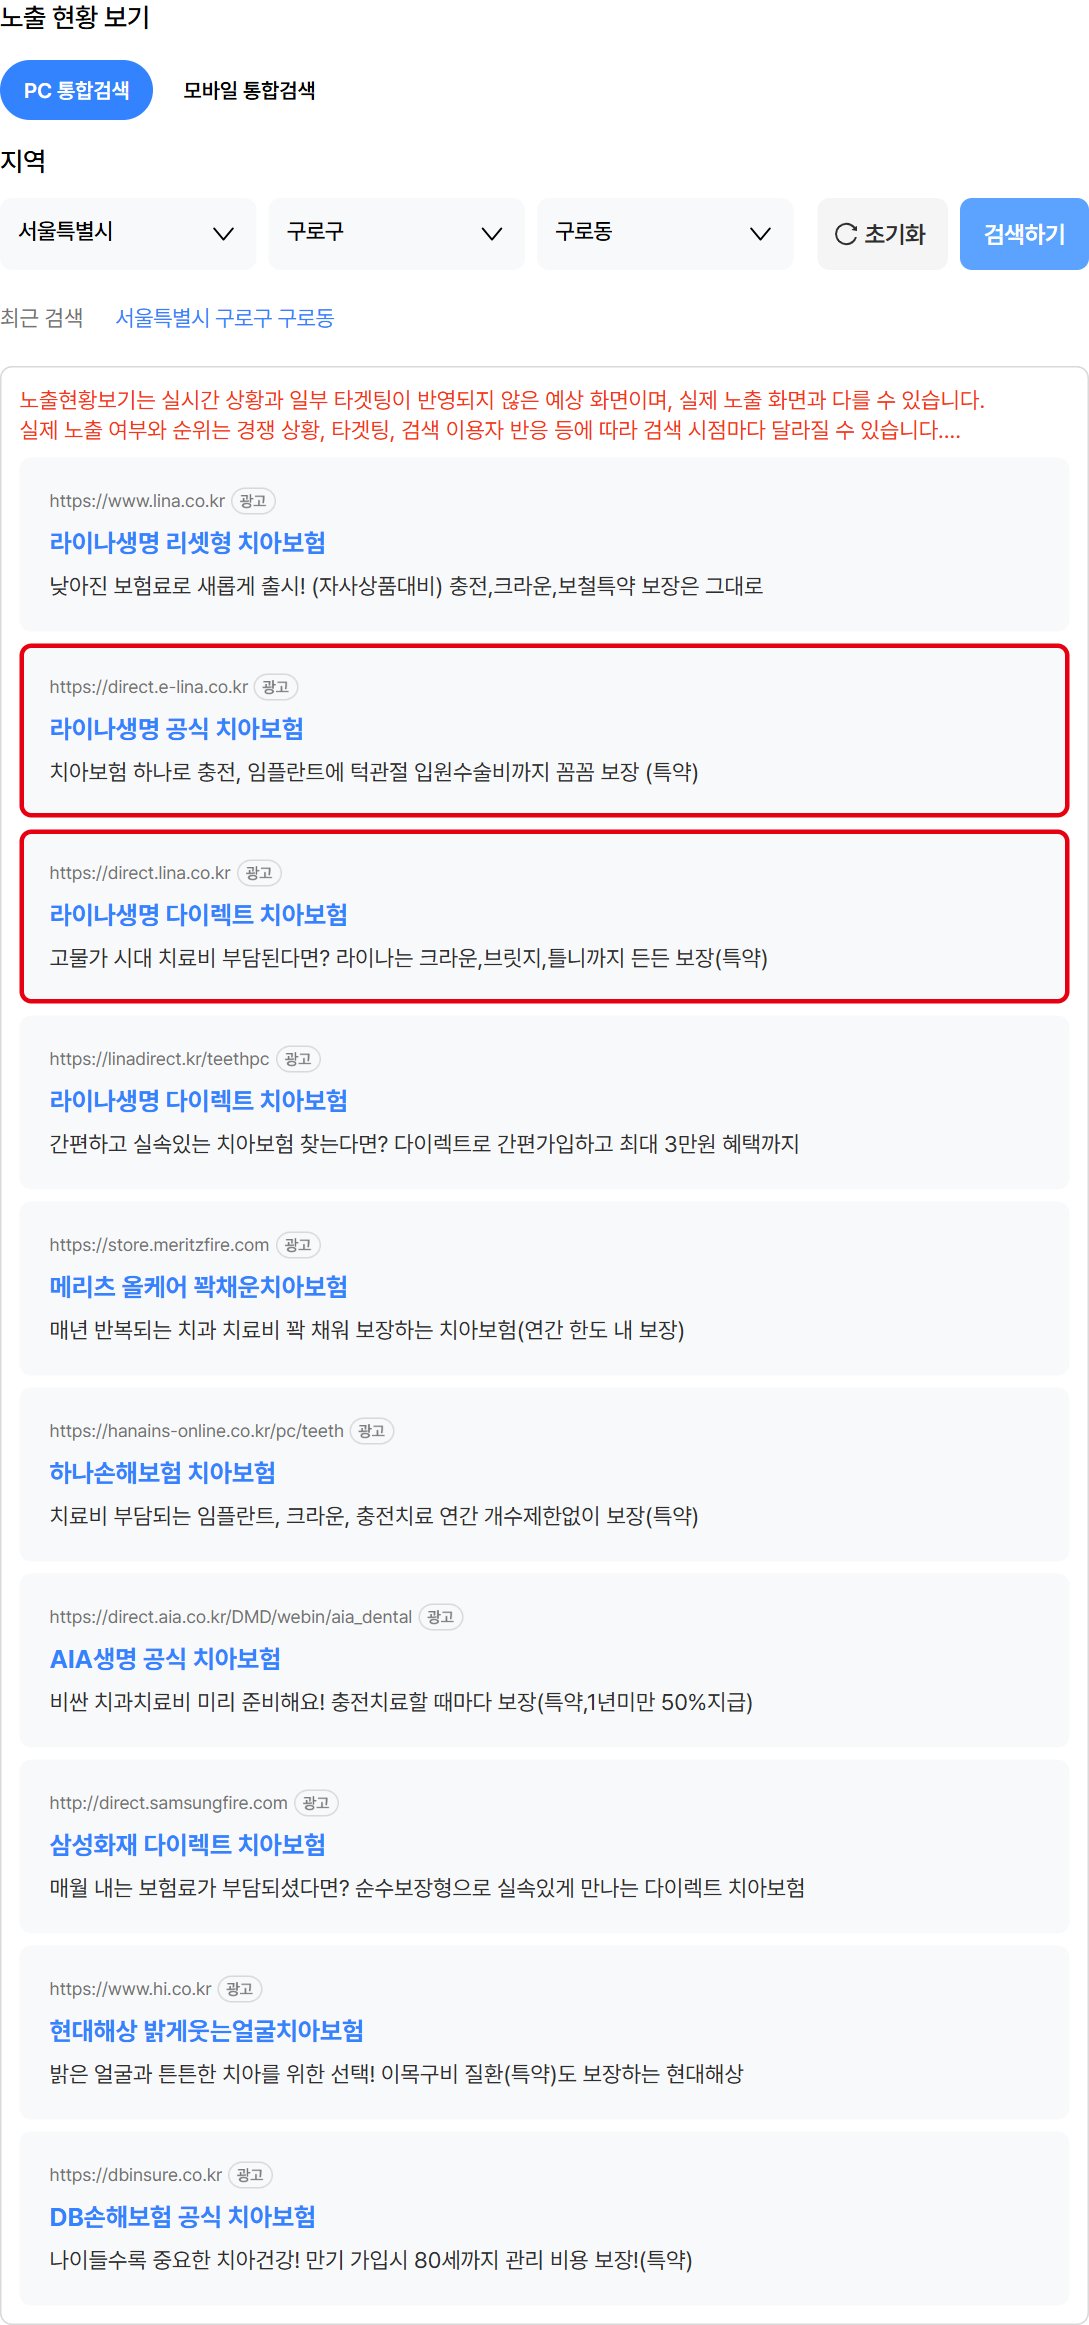 노출 현황 보기
PC 통합검색 모바일 통합검색
지역
서울특별시 구로구 구로동 초기화 검색하기
최근 검색 서울특별시 구로구 구로동
노출현황보기는 실시간 상황과 일부 타겟팅이 반영되지 않은 예상 화면이며, 실제 노출 화면과 다를 수 있습니다.
실제 노출 여부와 순위는 경쟁 상황, 타겟팅, 검색 이용자 반응 등에 따라 검색 시점마다 달라질 수 있습니다....
https://www.lina.co.kr 광고
라이나생명 리셋형 치아보험
낮아진 보험료로 새롭게 출시! (자사상품대비) 충전,크라운,보철특약 보장은 그대로
https://direct.e-lina.co.kr 광고
라이나생명 공식 치아보험
치아보험 하나로 충전, 임플란트에 턱관절 입원수술비까지 꼼꼼 보장 (특약)
https://direct.lina.co.kr 광고
라이나생명 다이렉트 치아보험
고물가 시대 치료비 부담된다면? 라이나는 크라운,브릿지,틀니까지 든든 보장(특약)
https://linadirect.kr/teethpc 광고
라이나생명 다이렉트 치아보험
간편하고 실속있는 치아보험 찾는다면? 다이렉트로 간편가입하고 최대 3만원 혜택까지
https://store.meritzfire.com 광고
메리츠 올케어 꽉채운치아보험
매년 반복되는 치과 치료비 꽉 채워 보장하는 치아보험(연간 한도 내 보장)
https://hanains-online.co.kr/pc/teeth 광고
하나손해보험 치아보험
치료비 부담되는 임플란트, 크라운, 충전치료 연간 개수제한없이 보장(특약)
https://direct.aia.co.kr/DMD/webin/aia_dental 광고
AIA생명 공식 치아보험
비싼 치과치료비 미리 준비해요! 충전치료할 때마다 보장(특약,1년미만 50%지급)
http://direct.samsungfire.com 광고
삼성화재 다이렉트 치아보험
매월 내는 보험료가 부담되셨다면? 순수보장형으로 실속있게 만나는 다이렉트 치아보험
https://www.hi.co.kr 광고
현대해상 밝게웃는얼굴치아보험
밝은 얼굴과 튼튼한 치아를 위한 선택! 이목구비 질환(특약)도 보장하는 현대해상
https://dbinsure.co.kr 광고
DB손해보험 공식 치아보험
나이들수록 중요한 치아건강! 만기 가입시 80세까지 관리 비용 보장!(특약)